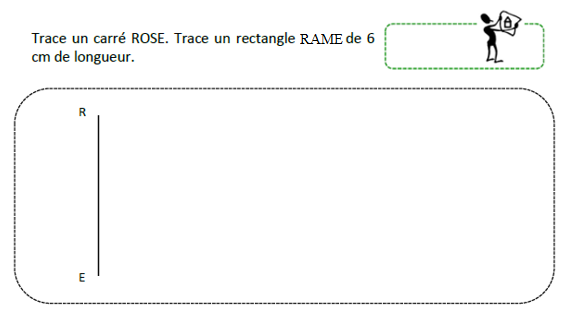 Trace un carré ROSE. Trace un rectangle RAME de 6
cm de longueur.
R
E